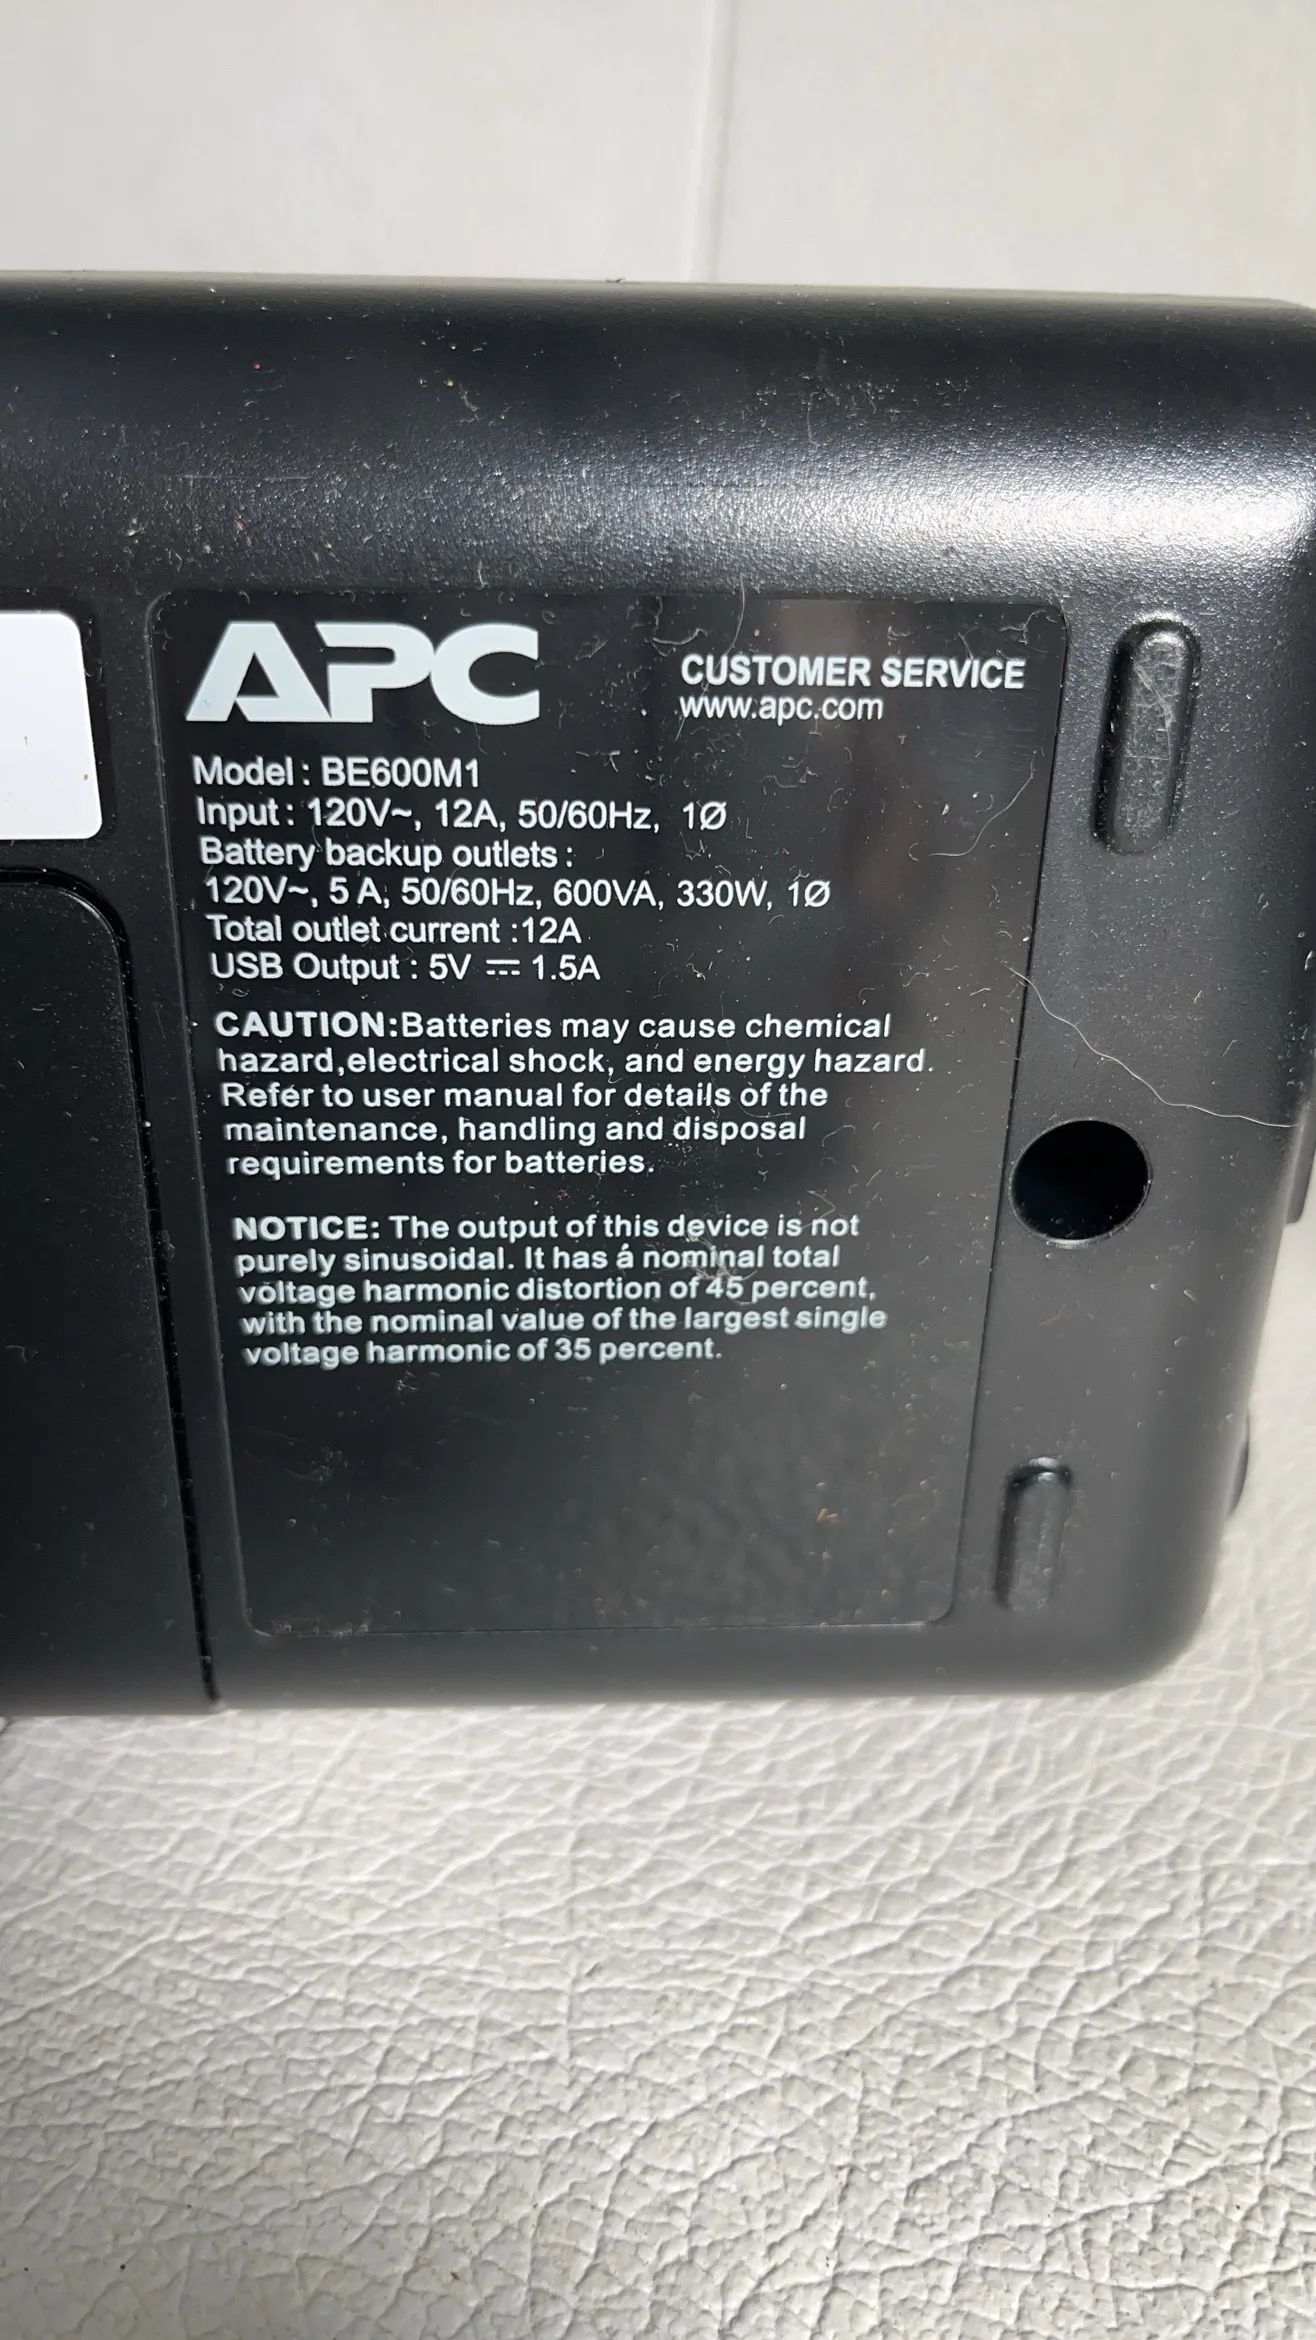 APC
CUSTOMER SERVICE
www.apc.com
Model : BE600M1
Input : 120V~, 12A, 50/60Hz, 1Ø
Battery backup outlets :
120V~, 5 A, 50/60Hz, 600VA, 330W, 1Ø
Total outlet current :12A
USB Output : 5V ⎓ 1.5A
CAUTION:Batteries may cause chemical
hazard,electrical shock, and energy hazard.
Refer to user manual for details of the
maintenance, handling and disposal
requirements for batteries.
NOTICE: The output of this device is not
purely sinusoidal. It has a nominal total
voltage harmonic distortion of 45 percent,
with the nominal value of the largest single
voltage harmonic of 35 percent.